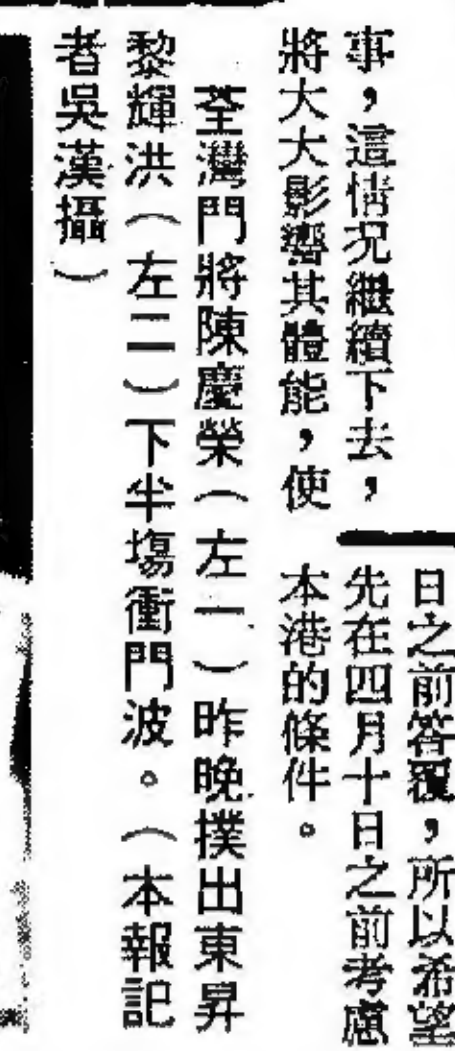 事，這情况繼續下去，
將大大影響其體能，使
日之前答覆，所以希望
先在四月十日之前考慮
本港的條件。
荃灣門將陳慶榮（左一）昨晚撲出東昇
黎輝洪（左二）下半場衝門波。（本報記
者吳漢攝）